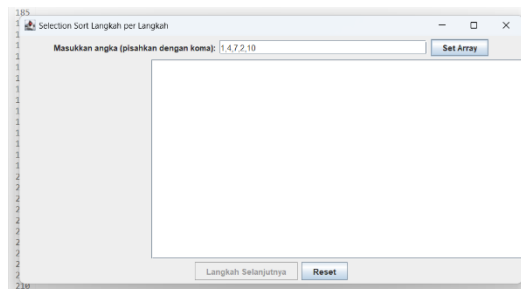 185
Selection Sort Langkah per Langkah
Masukkan angka (pisahkan dengan koma): 1,4,7,2,10 Set Array
Langkah Selanjutnya Reset
210